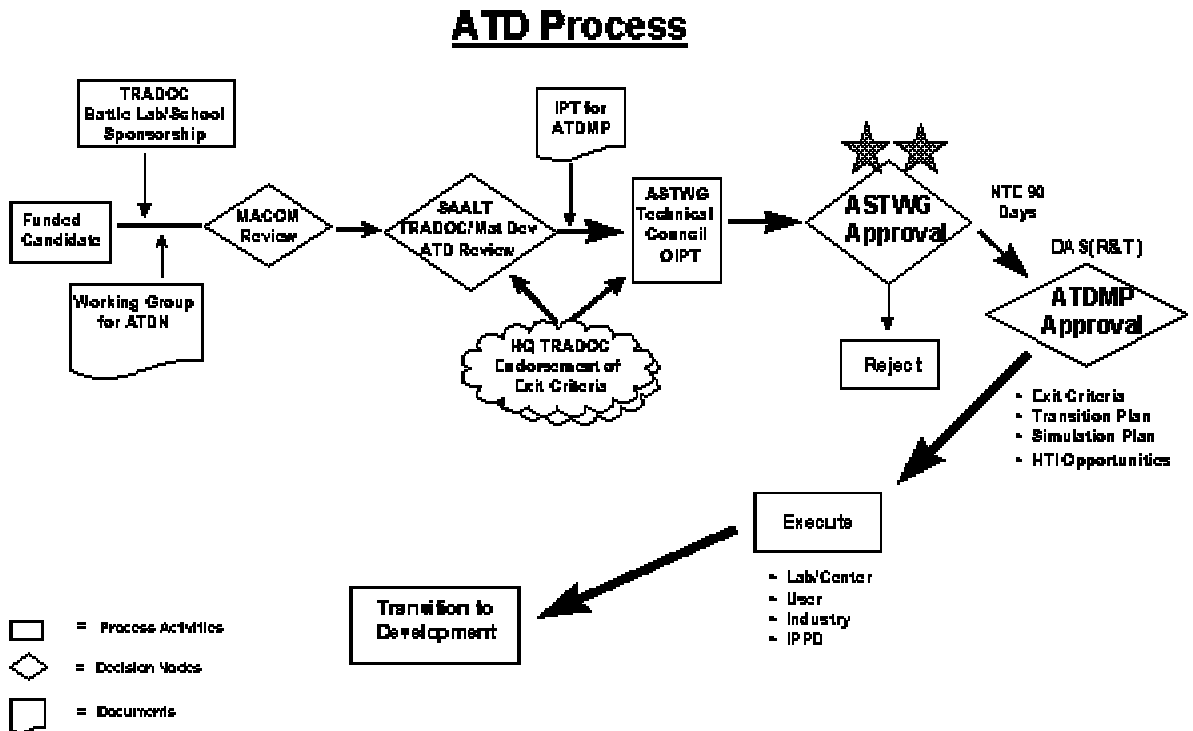 ATD Process
TRADOC
Battle Lab/School
Sponsorship
IPT for
ATDMP
Funded
Candidate
MACOM
Review
SAALT
TRADOC/Mat Dev
ATD Review
ASTWG
Technical
Council
OIPT
ASTWG
Approval
NTE 90
Days
DAS(R&T)
ATDMP
Approval
Working Group
for ATDN
HQ TRADOC
Endorsement of
Exit Criteria
Reject
• Exit Criteria
• Transition Plan
• Simulation Plan
• HTI Opportunities
Execute
• Lab/Center
• User
• Industry
• IPPD
Transition to
Development
= Process Activities
= Decision Nodes
= Documents